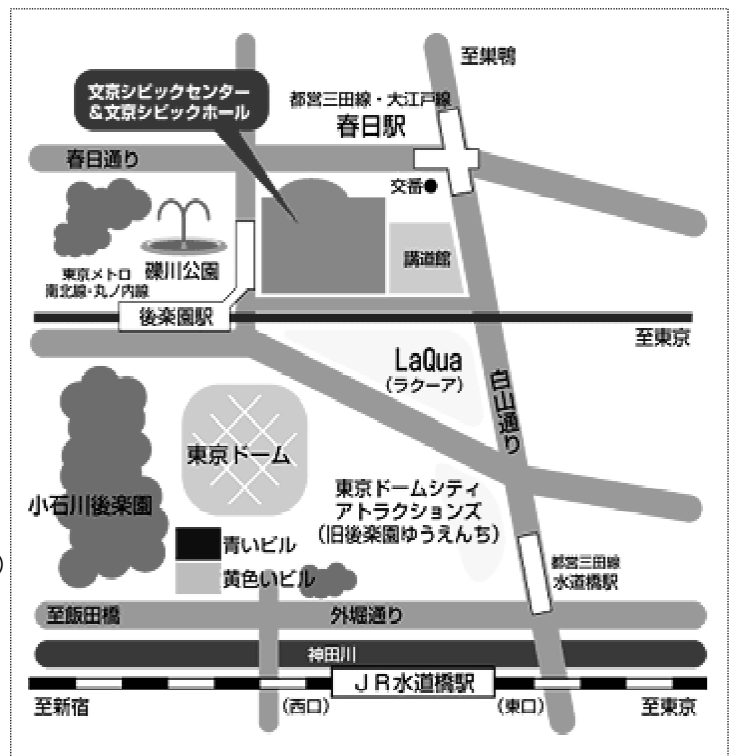 至巣鴨
文京シビックセンター
&文京シビックホール
都営三田線・大江戸線
春日駅
春日通り
交番
東京メトロ
南北線・丸ノ内線
礫川公園
講道館
後楽園駅
至東京
LaQua
(ラクーア)
白山通り
東京ドーム
小石川後楽園
東京ドームシティ
アトラクションズ
(旧後楽園ゆうえんち)
青いビル
黄色いビル
都営三田線
水道橋駅
至飯田橋
外堀通り
神田川
JR水道橋駅
至新宿
(西口)
(東口)
至東京
)